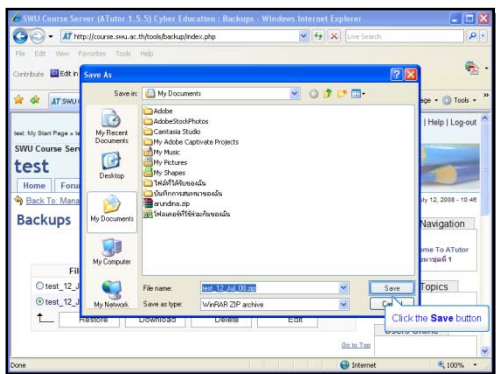 SWU Course Server (ATutor 1.5.5) Cyber Education : Backups - Windows Internet Explorer
http://course.swu.ac.th/tools/backup/index.php
Live Search
File Edit View Favorites Tools Help
Contribute Edit in
Save As
Save in: My Documents
AT SWU
age Tools
Adobe
AdobeStockPhotos
Camtasia Studio
My Adobe Captivate Projects
My Music
My Pictures
My Shapes
ไฟล์ที่ได้รับของฉัน
บันทึกการสนทนาของฉัน
arundina.zip
โฟลเดอร์ที่ใช้ร่วมกันของฉัน
My Recent Documents
Desktop
My Documents
My Computer
My Network
| Help | Log-out
test: My Start Page
SWU Course Ser
test
Home Foru
Back To: Mana
July 12, 2008 - 10:46
Backups
Navigation
ome To ATutor
Fil
test_12_J
test_12_J
File name: test_12_Jul_08.zip
Save
Save as type: WinRAR ZIP archive
Topics
Click the Save button
Restore Download Delete Edit
Users Online
Go to Top
Done
Internet
100%